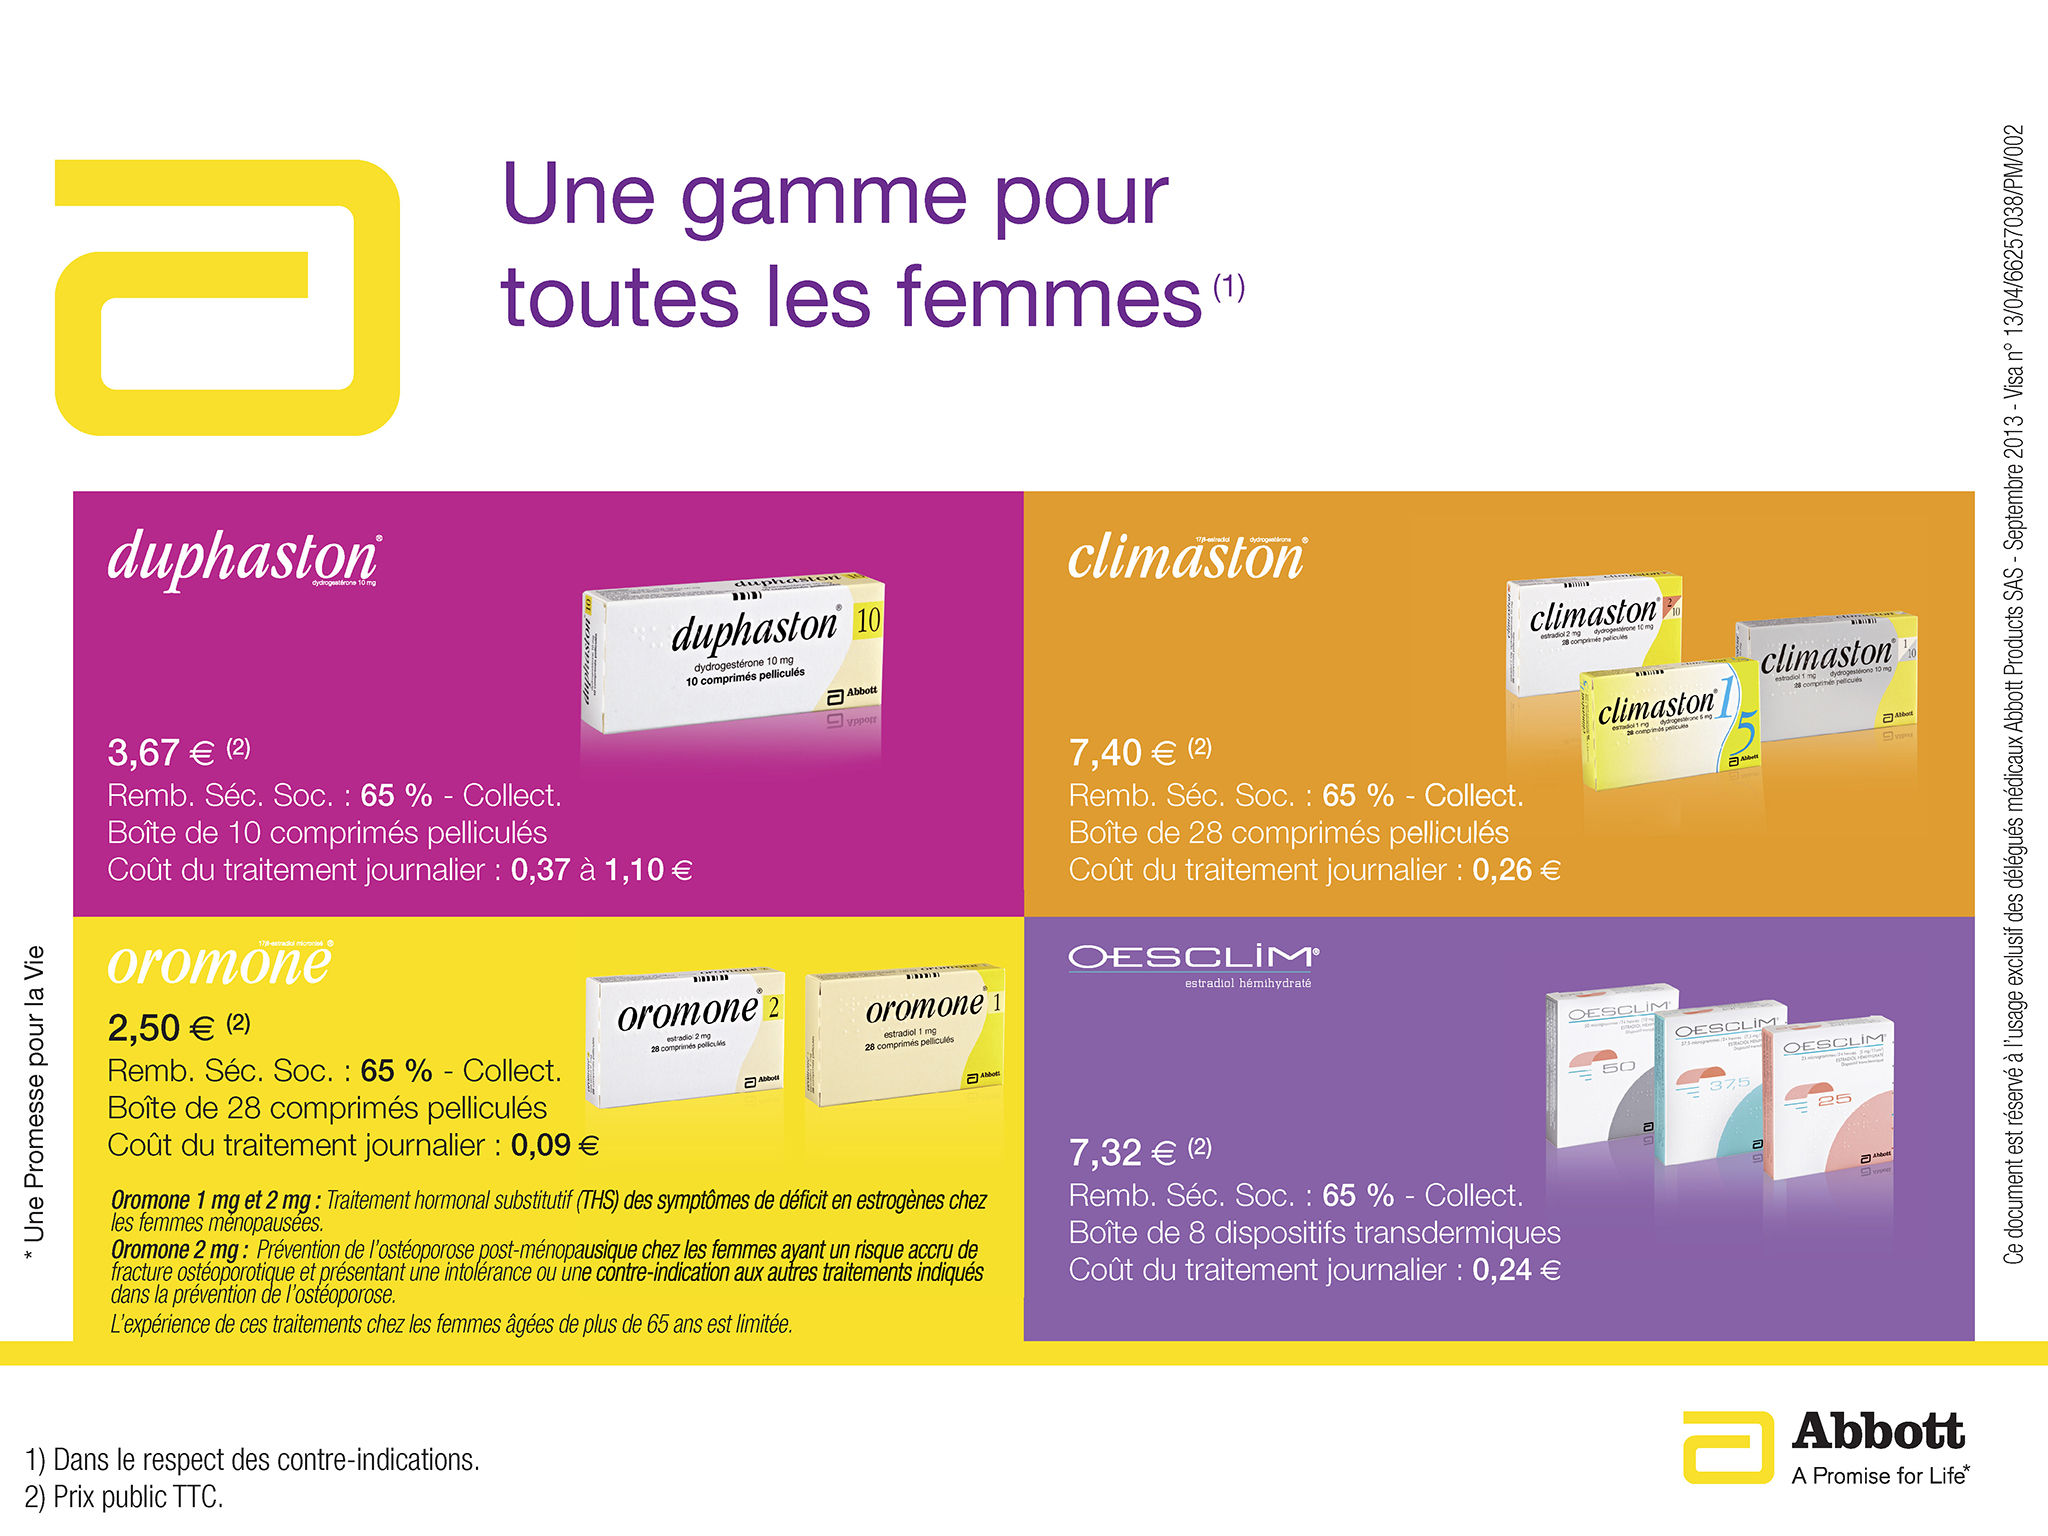 Une gamme pour
toutes les femmes (1)
duphaston®
dydrogestérone 10 mg
duphaston® 10
dydrogestérone 10 mg
10 comprimés pelliculés
Abbott
3,67 € (2)
Remb. Séc. Soc. : 65 % - Collect.
Boîte de 10 comprimés pelliculés
Coût du traitement journalier : 0,37 à 1,10 €
17β-estradiol dydrogestérone
climaston®
climaston® 2 10
estradiol 2 mg dydrogestérone 10 mg
28 comprimés pelliculés
climaston® 1 10
estradiol 1 mg dydrogestérone 10 mg
28 comprimés pelliculés
Abbott
climaston® 1 5
estradiol 1 mg dydrogestérone 5 mg
28 comprimés pelliculés
Abbott
7,40 € (2)
Remb. Séc. Soc. : 65 % - Collect.
Boîte de 28 comprimés pelliculés
Coût du traitement journalier : 0,26 €
17β-estradiol micronisé
oromone®
oromone® 2
estradiol 2 mg
28 comprimés pelliculés
Abbott
oromone® 1
estradiol 1 mg
28 comprimés pelliculés
Abbott
2,50 € (2)
Remb. Séc. Soc. : 65 % - Collect.
Boîte de 28 comprimés pelliculés
Coût du traitement journalier : 0,09 €
Oromone 1 mg et 2 mg : Traitement hormonal substitutif (THS) des symptômes de déficit en estrogènes chez
les femmes ménopausées.
Oromone 2 mg : Prévention de l'ostéoporose post-ménopausique chez les femmes ayant un risque accru de
fracture ostéoporotique et présentant une intolérance ou une contre-indication aux autres traitements indiqués
dans la prévention de l'ostéoporose.
L'expérience de ces traitements chez les femmes âgées de plus de 65 ans est limitée.
OESCLIM®
estradiol hémihydraté
OESCLIM
50
OESCLIM
37,5
OESCLIM
25
Abbott
7,32 € (2)
Remb. Séc. Soc. : 65 % - Collect.
Boîte de 8 dispositifs transdermiques
Coût du traitement journalier : 0,24 €
* Une Promesse pour la Vie
Ce document est réservé à l'usage exclusif des délégués médicaux Abbott Products SAS - Septembre 2013 - Visa n° 13/04/66257038/PM/002
1) Dans le respect des contre-indications.
2) Prix public TTC.
Abbott
A Promise for Life*